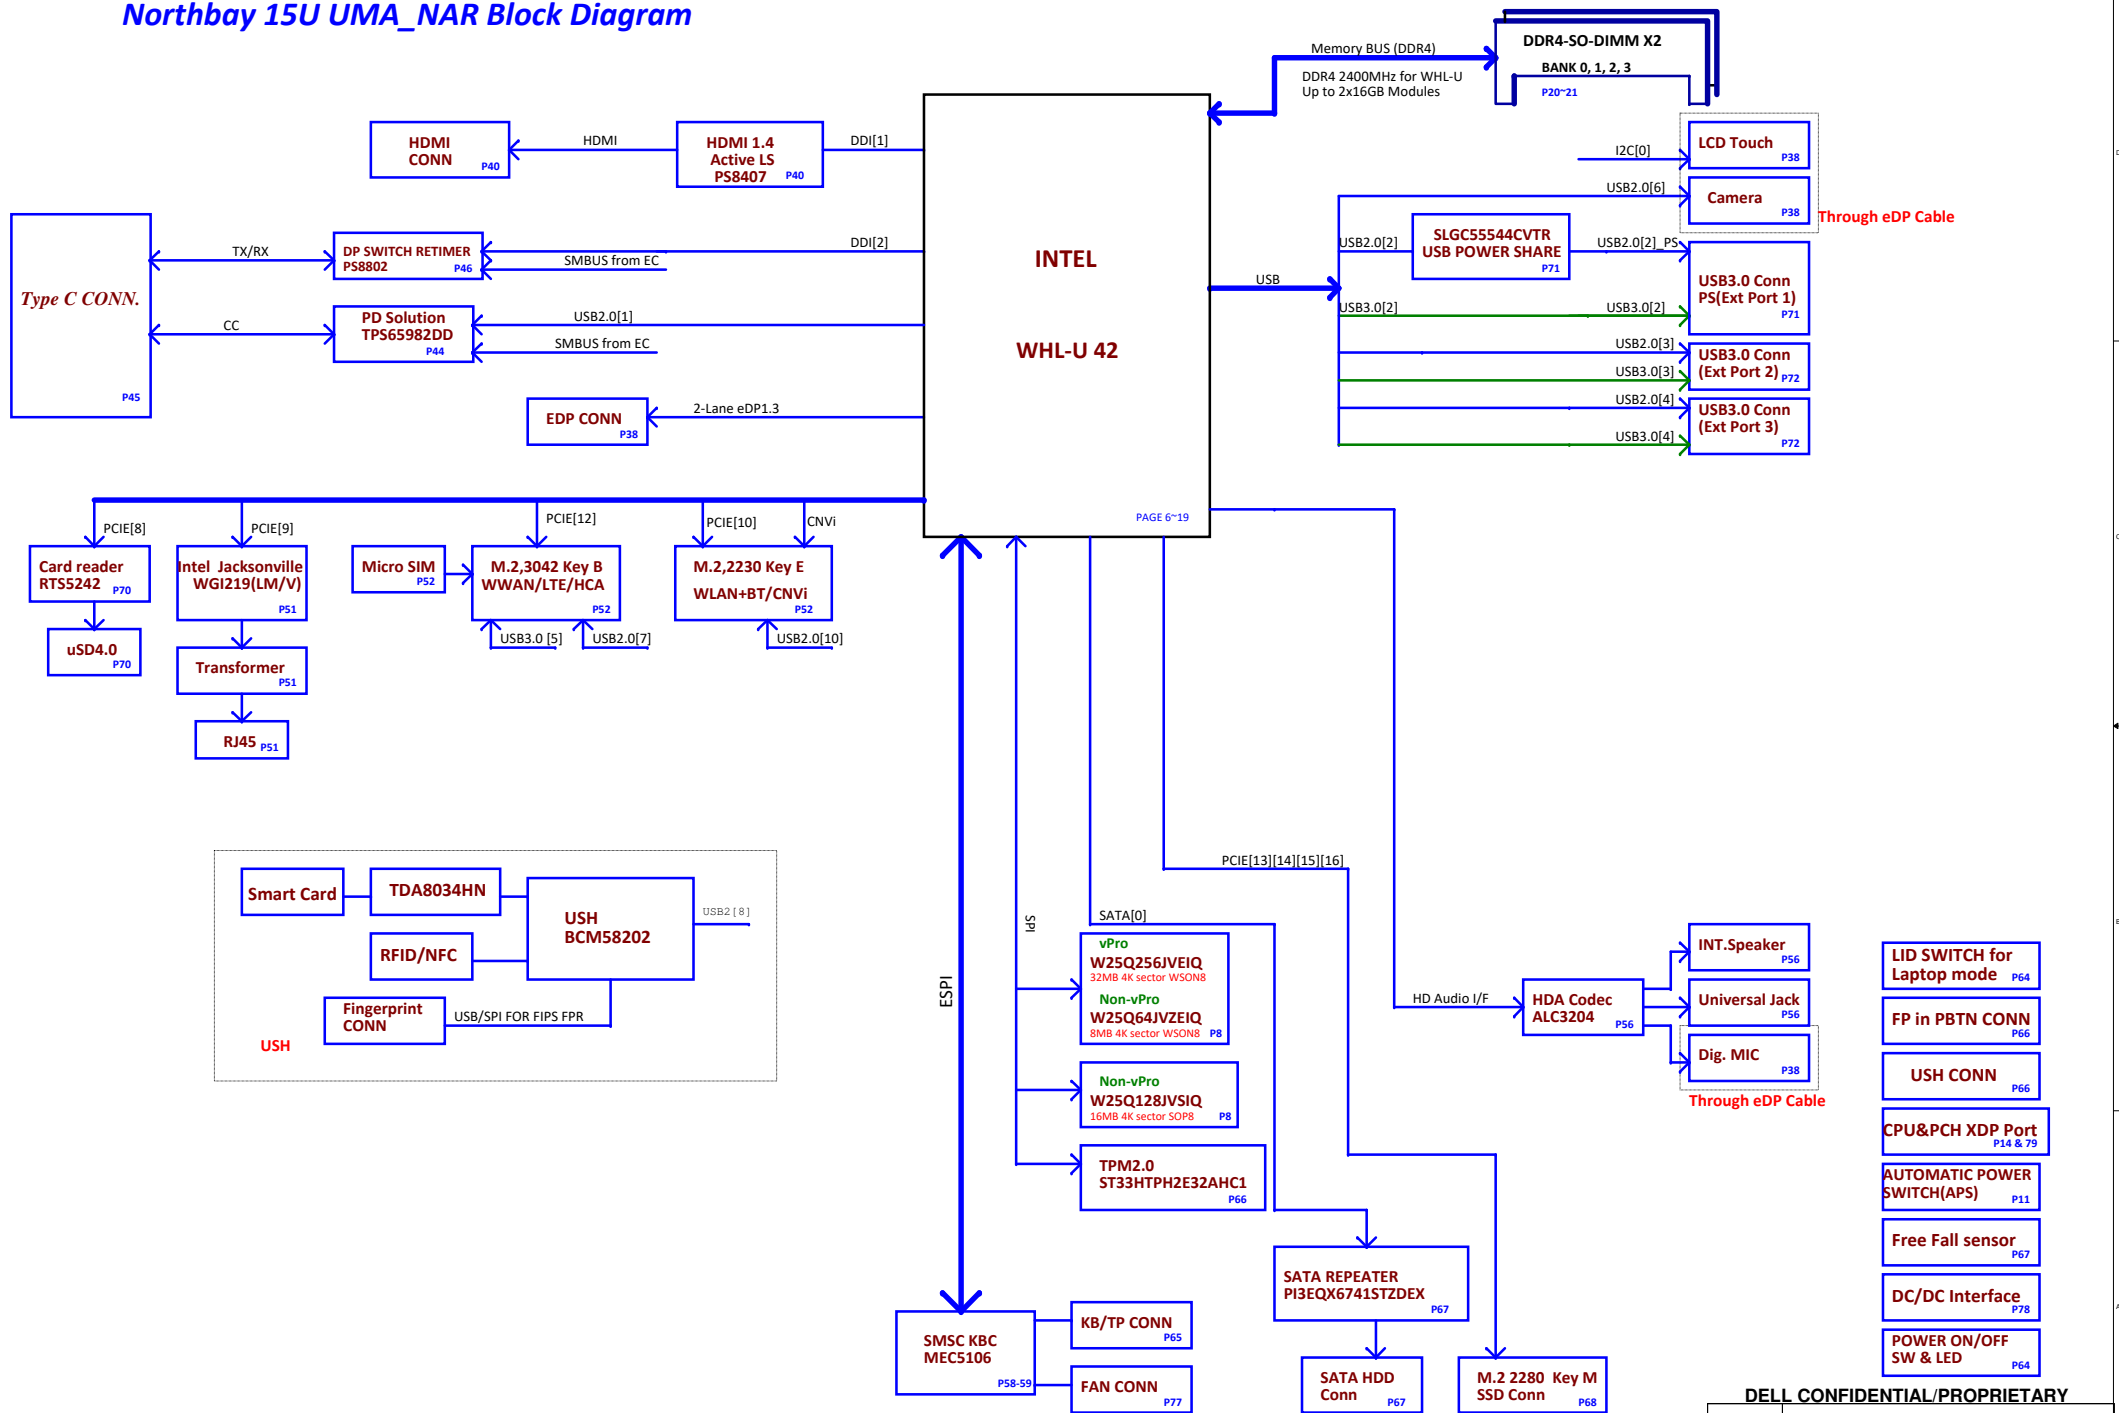 Northbay 15U UMA_NAR Block Diagram
Memory BUS (DDR4)
DDR4 2400MHz for WHL-U
Up to 2x16GB Modules
DDR4-SO-DIMM X2
BANK 0, 1, 2, 3
P20~21
HDMI
CONN
P40
HDMI
HDMI 1.4
Active LS
PS8407
P40
DDI[1]
Type C CONN.
P45
TX/RX
DP SWITCH RETIMER
PS8802
P46
DDI[2]
SMBUS from EC
CC
PD Solution
TPS65982DD
P44
USB2.0[1]
SMBUS from EC
EDP CONN
P38
2-Lane eDP1.3
INTEL
WHL-U 42
PAGE 6~19
I2C[0]
LCD Touch
P38
USB2.0[6]
Camera
P38
Through eDP Cable
USB
USB2.0[2]
SLGC55544CVTR
USB POWER SHARE
P71
USB2.0[2]_PS
USB3.0[2]
USB3.0[2]
USB3.0 Conn
PS(Ext Port 1)
P71
USB2.0[3]
USB3.0[3]
USB3.0 Conn
(Ext Port 2)
P72
USB2.0[4]
USB3.0[4]
USB3.0 Conn
(Ext Port 3)
P72
PCIE[8]
PCIE[9]
PCIE[12]
PCIE[10]
CNVi
Card reader
RTS5242
P70
uSD4.0
P70
Intel Jacksonville
WGI219(LM/V)
P51
Transformer
P51
RJ45
P51
Micro SIM
P52
M.2,3042 Key B
WWAN/LTE/HCA
P52
USB3.0 [5]
USB2.0[7]
M.2,2230 Key E
WLAN+BT/CNVi
P52
USB2.0[10]
Smart Card
TDA8034HN
RFID/NFC
USH
BCM58202
USB2[8]
Fingerprint
CONN
USB/SPI FOR FIPS FPR
USH
ESPI
SPI
SATA[0]
PCIE[13][14][15][16]
vPro
W25Q256JVEIQ
32MB 4K sector WSON8
Non-vPro
W25Q64JVZEIQ
8MB 4K sector WSON8
P8
Non-vPro
W25Q128JVSIQ
16MB 4K sector SOP8
P8
TPM2.0
ST33HTPH2E32AHC1
P66
SATA REPEATER
PI3EQX6741STZDEX
P67
SATA HDD
Conn
P67
M.2 2280 Key M
SSD Conn
P68
SMSC KBC
MEC5106
P58-59
KB/TP CONN
P65
FAN CONN
P77
HD Audio I/F
HDA Codec
ALC3204
P56
INT.Speaker
P56
Universal Jack
P56
Dig. MIC
P38
Through eDP Cable
LID SWITCH for
Laptop mode
P64
FP in PBTN CONN
P66
USH CONN
P66
CPU&PCH XDP Port
P14 & 79
AUTOMATIC POWER
SWITCH(APS)
P11
Free Fall sensor
P67
DC/DC Interface
P78
POWER ON/OFF
SW & LED
P64
DELL CONFIDENTIAL/PROPRIETARY